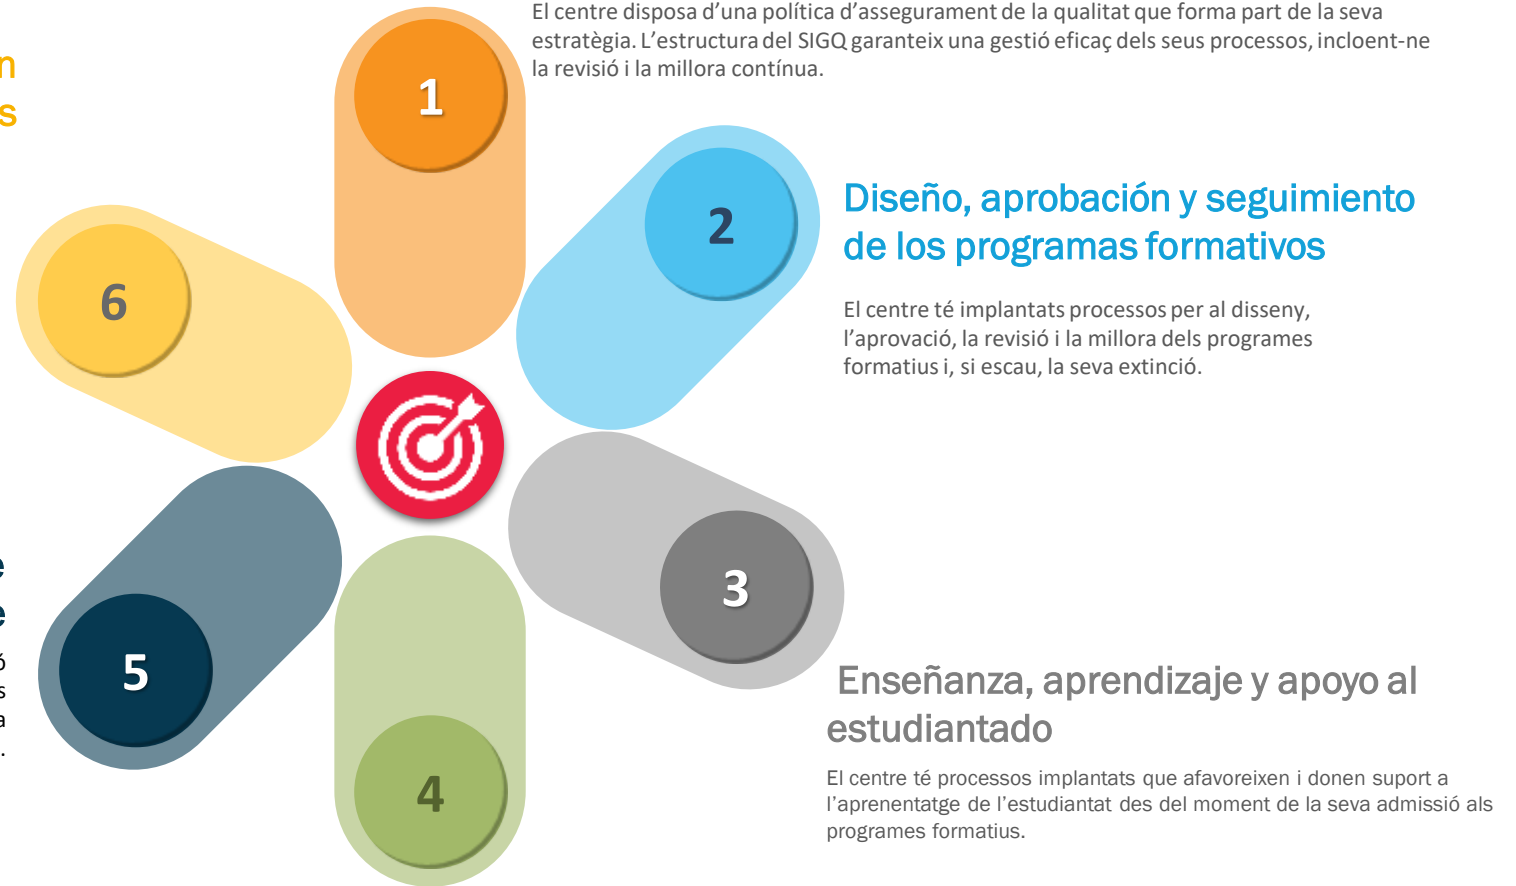 El centre disposa d’una política d’assegurament de la qualitat que forma part de la seva
estratègia. L’estructura del SIGQ garanteix una gestió eficaç dels seus processos, incloent-ne
la revisió i la millora contínua.
1
2
Diseño, aprobación y seguimiento
de los programas formativos
El centre té implantats processos per al disseny,
l’aprovació, la revisió i la millora dels programes
formatius i, si escau, la seva extinció.
3
Enseñanza, aprendizaje y apoyo al
estudiantado
El centre té processos implantats que afavoreixen i donen suport a
l’aprenentatge de l’estudiantat des del moment de la seva admissió als
programes formatius.
4
5
6